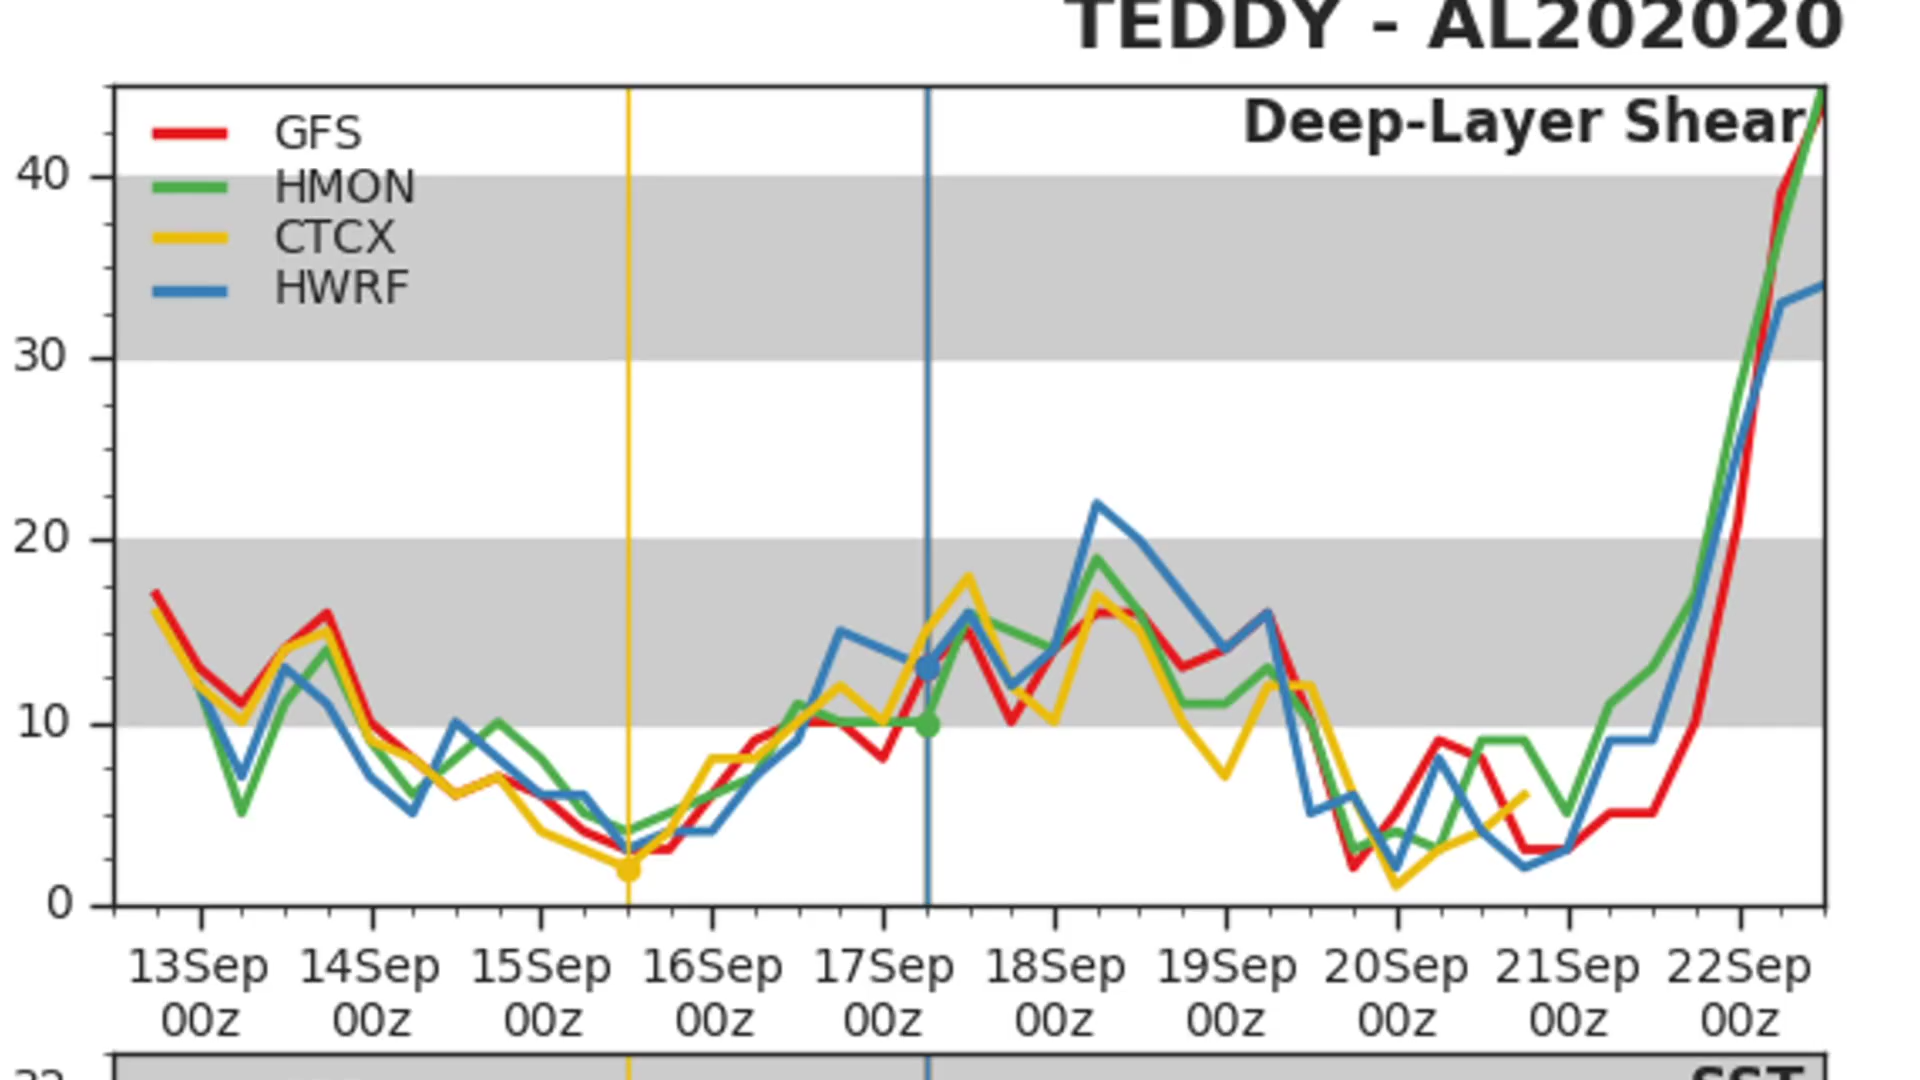 TEDDY - AL202020
Deep-Layer Shear
GFS
HMON
CTCX
HWRF
40
30
20
10
0
13Sep 14Sep 15Sep 16Sep 17Sep 18Sep 19Sep 20Sep 21Sep 22Sep
00z 00z 00z 00z 00z 00z 00z 00z 00z 00z
SST